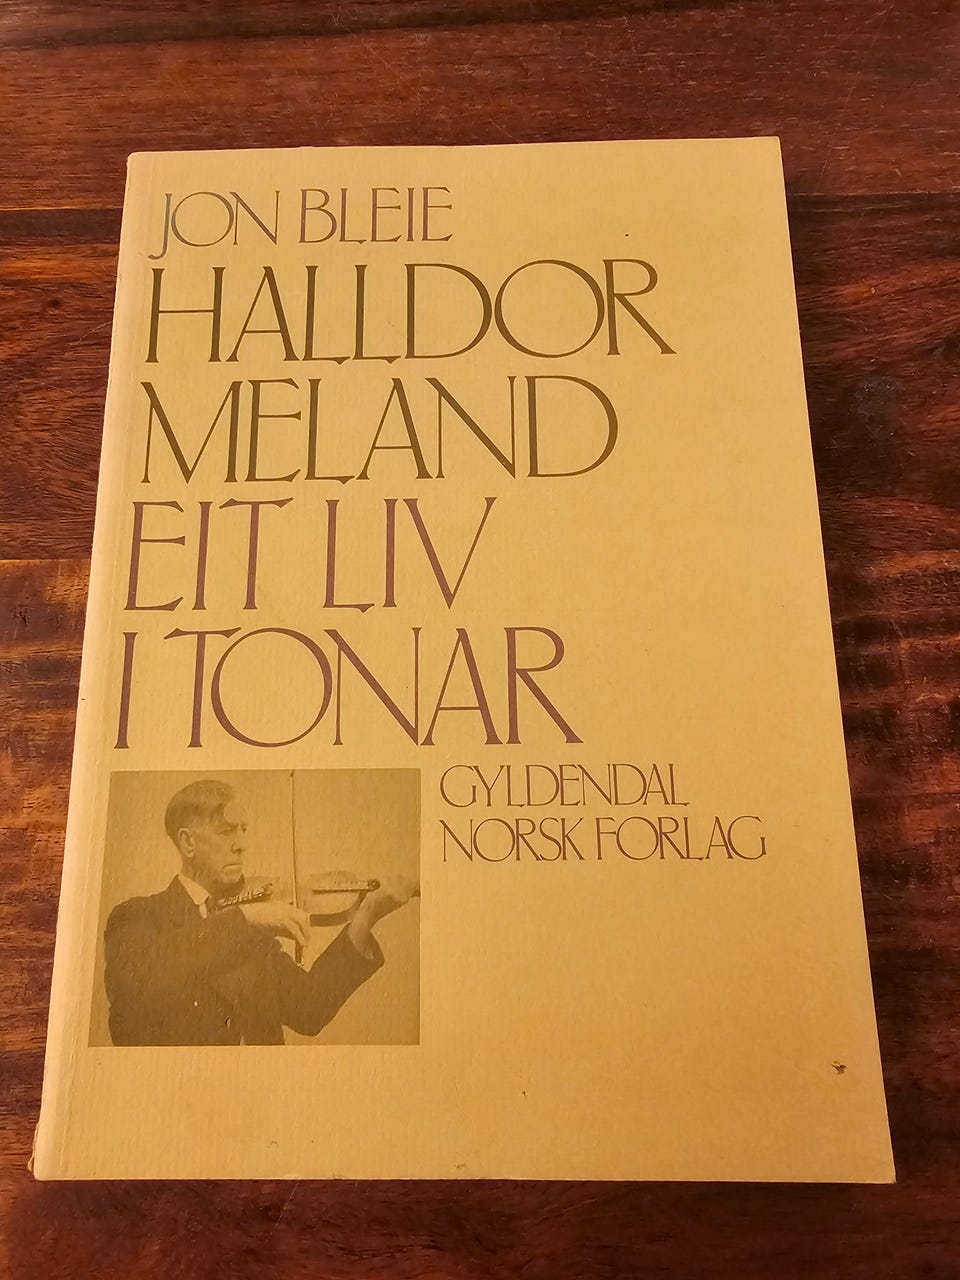 JON BLEIE
HALLDOR
MELAND
EIT LIV
I TONAR
GYLDENDAL
NORSK FORLAG